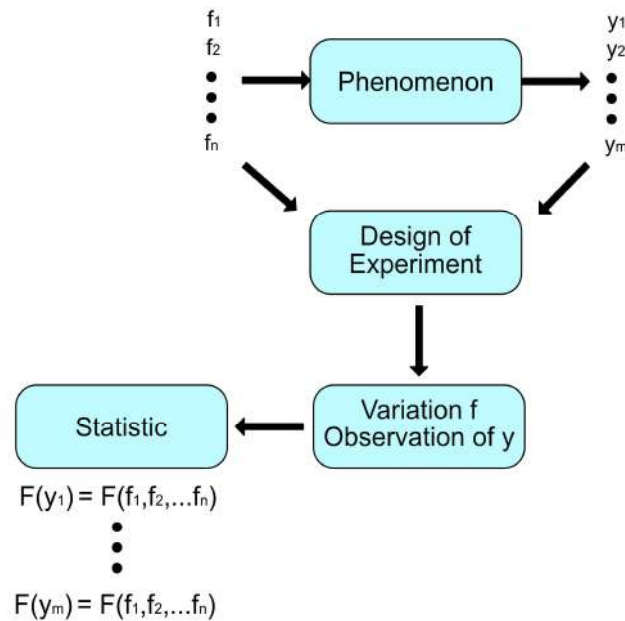 f₁
f₂
fₙ
Phenomenon
y₁
y₂
yₘ
Design of
Experiment
Variation f
Observation of y
Statistic
F(y₁) = F(f₁,f₂,...fₙ)
F(yₘ) = F(f₁,f₂,...fₙ)